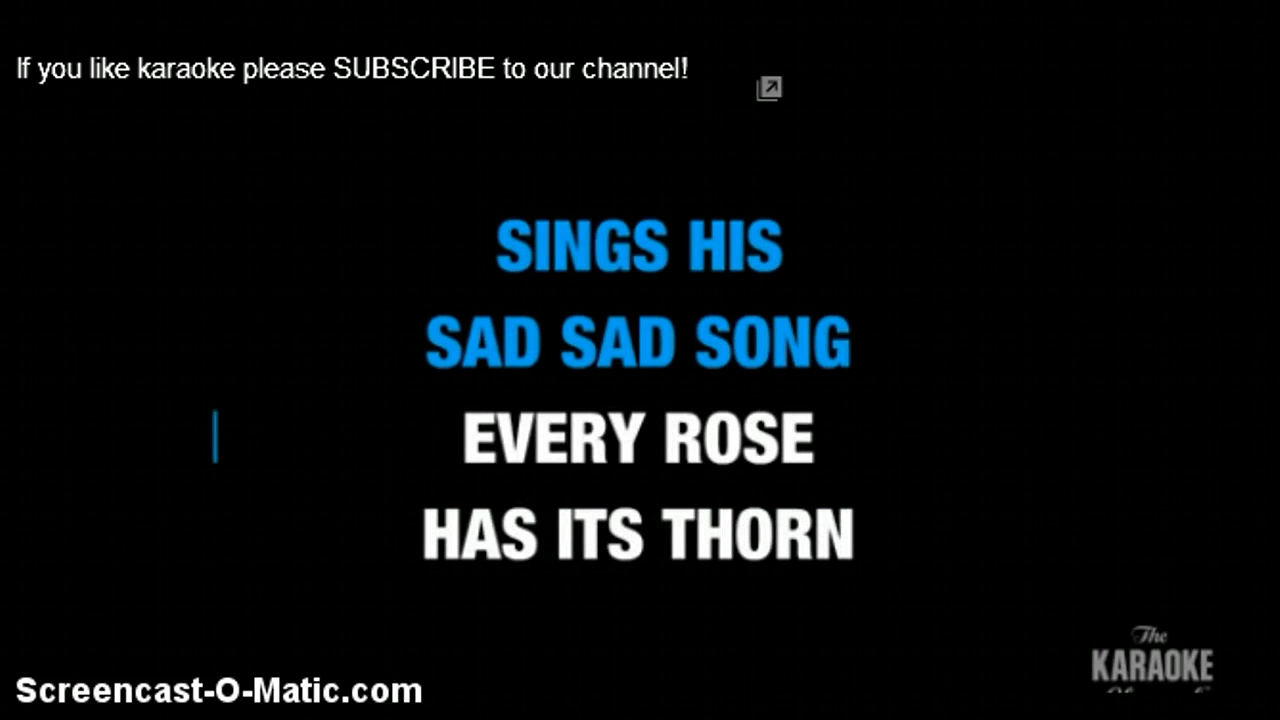 If you like karaoke please SUBSCRIBE to our channel!
SINGS HIS
SAD SAD SONG
EVERY ROSE
HAS ITS THORN
The
KARAOKE
Screencast-O-Matic.com